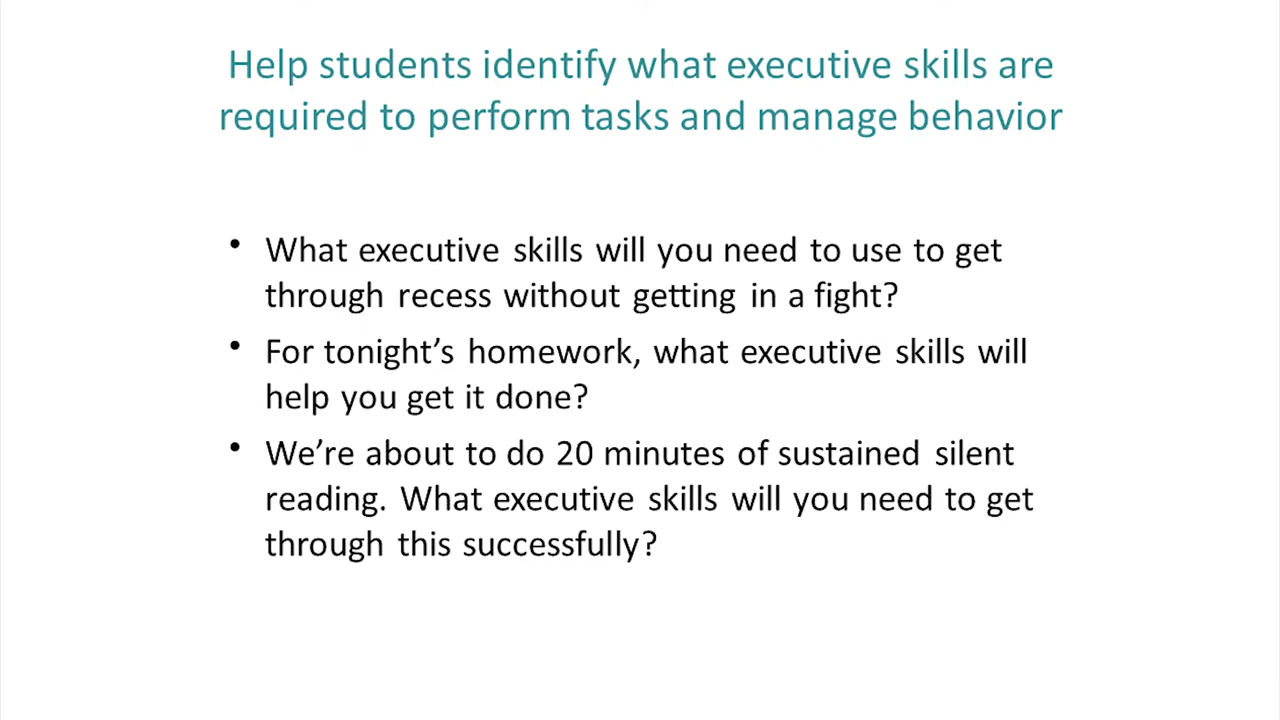 Help students identify what executive skills are
required to perform tasks and manage behavior
• What executive skills will you need to use to get
through recess without getting in a fight?
• For tonight’s homework, what executive skills will
help you get it done?
• We’re about to do 20 minutes of sustained silent
reading. What executive skills will you need to get
through this successfully?